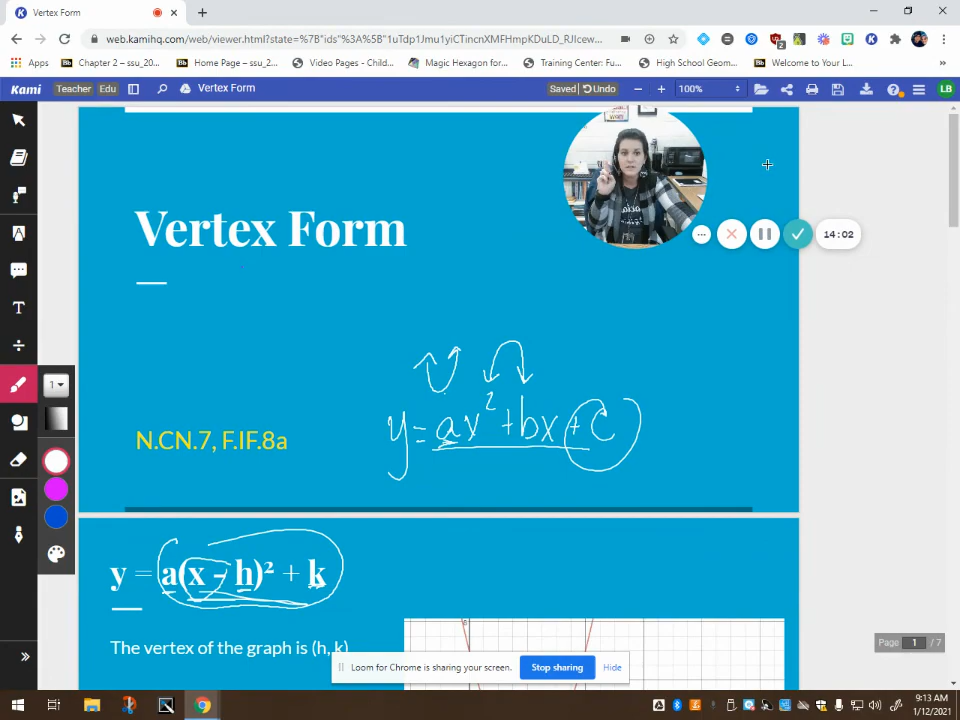 Vertex Form
web.kamihq.com/web/viewer.html?state=%7B"ids"%3A%5B"1uTdp1Jmu1yiCTincnXMFHmpKDuLD_RJIcew...
Apps Chapter 2 – ssu_20... Home Page – ssu_2... Video Pages - Child... Magic Hexagon for... Training Center: Fu... High School Geom... Welcome to Your L... »
Kami Teacher Edu Vertex Form Saved Undo 100% LB
Vertex Form
14:02
1
y=ax²+bx+c
N.CN.7, F.IF.8a
y = a(x – h)² + k
The vertex of the graph is (h, k)
Page 1 / 7
Loom for Chrome is sharing your screen. Stop sharing Hide
9:13 AM
1/12/2021